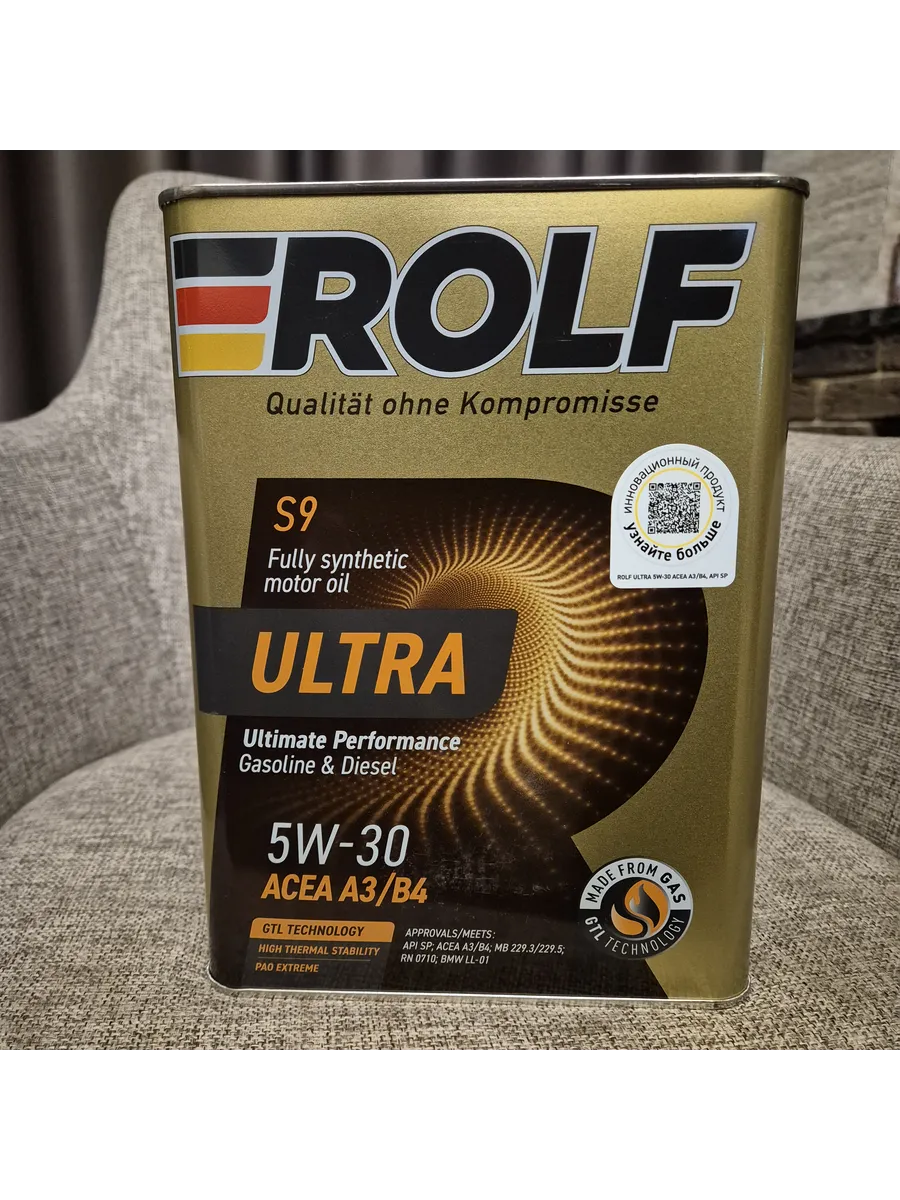 ROLF
Qualität ohne Kompromisse
инновационный продукт
Узнайте больше
ROLF ULTRA 5W-30 ACEA A3/B4, API SP
S9
Fully synthetic
motor oil
ULTRA
Ultimate Performance
Gasoline & Diesel
5W-30
ACEA A3/B4
GTL TECHNOLOGY
HIGH THERMAL STABILITY
PAO EXTREME
APPROVALS/MEETS:
API SP; ACEA A3/B4; MB 229.3/229.5;
RN 0710; BMW LL-01
MADE FROM GAS
GTL TECHNOLOGY